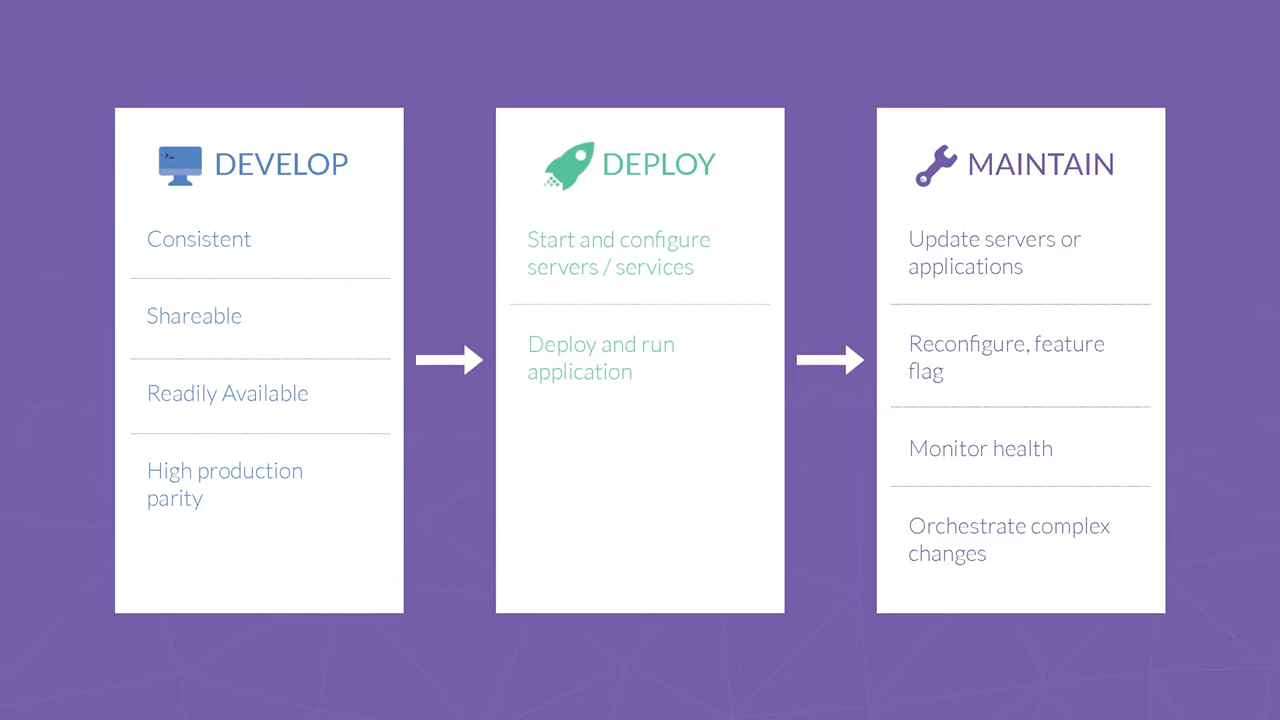 >_
DEVELOP
Consistent
Shareable
Readily Available
High production
parity
DEPLOY
Start and configure
servers / services
Deploy and run
application
MAINTAIN
Update servers or
applications
Reconfigure, feature
flag
Monitor health
Orchestrate complex
changes